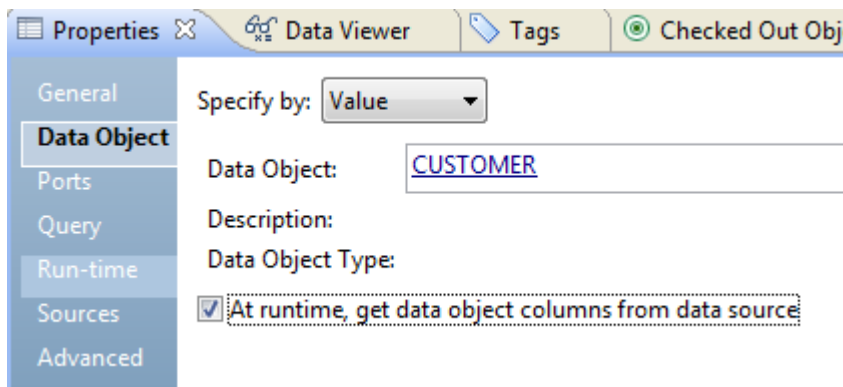 Properties Data Viewer Tags Checked Out Obj
General
Specify by: Value
Data Object
Data Object: CUSTOMER
Ports
Description:
Query
Data Object Type:
Run-time
At runtime, get data object columns from data source
Sources
Advanced